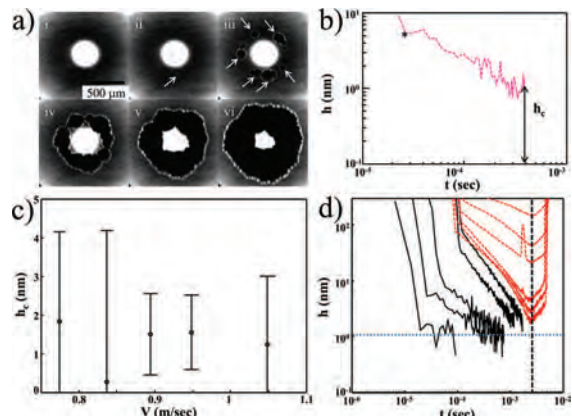 a)
i
ii
iii
500 μm
iv
v
vi
b)
h (nm)
10¹
10⁰
10⁻¹
10⁻⁵
10⁻⁴
10⁻³
t (sec)
*
h_c
c)
h_c (nm)
5
4
3
2
1
0
0.8
0.9
1
1.1
V (m/sec)
d)
h (nm)
10²
10¹
10⁰
10⁻¹
10⁻⁵
10⁻⁴
10⁻³
10⁻²
t (sec)